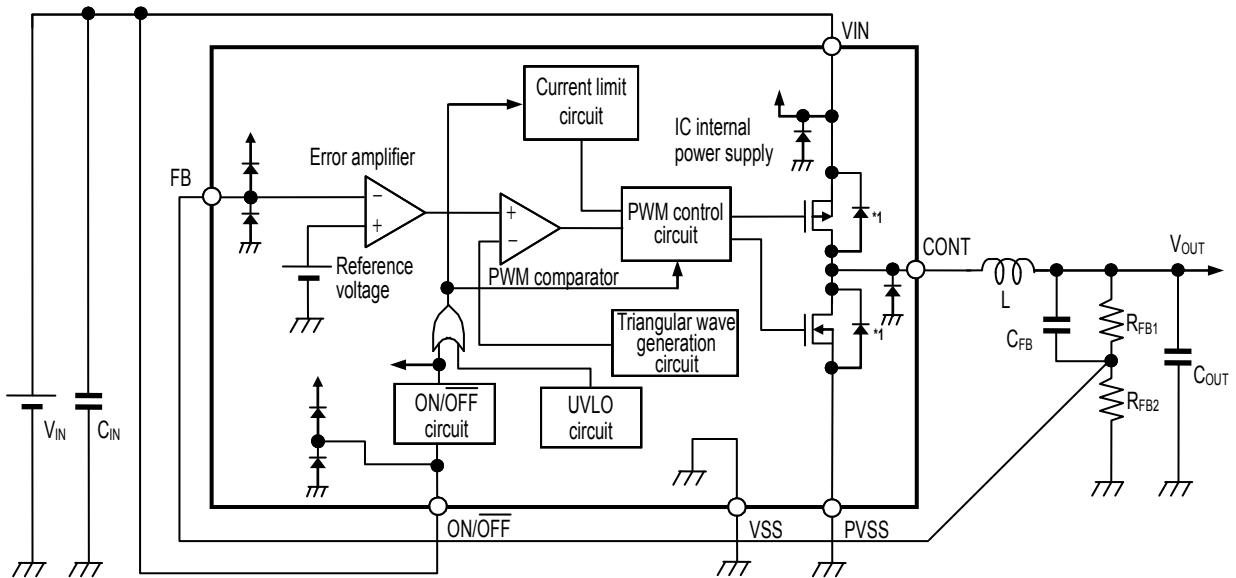 VIN
Current limit
circuit
IC internal
power supply
Error amplifier
FB
−
+
+
−
PWM control
circuit
*1
CONT
VOUT
Reference
voltage
PWM comparator
L
Triangular wave
generation
circuit
*1
CFB
RFB1
COUT
ON/OFF
circuit
UVLO
circuit
RFB2
VIN
CIN
ON/OFF
VSS
PVSS